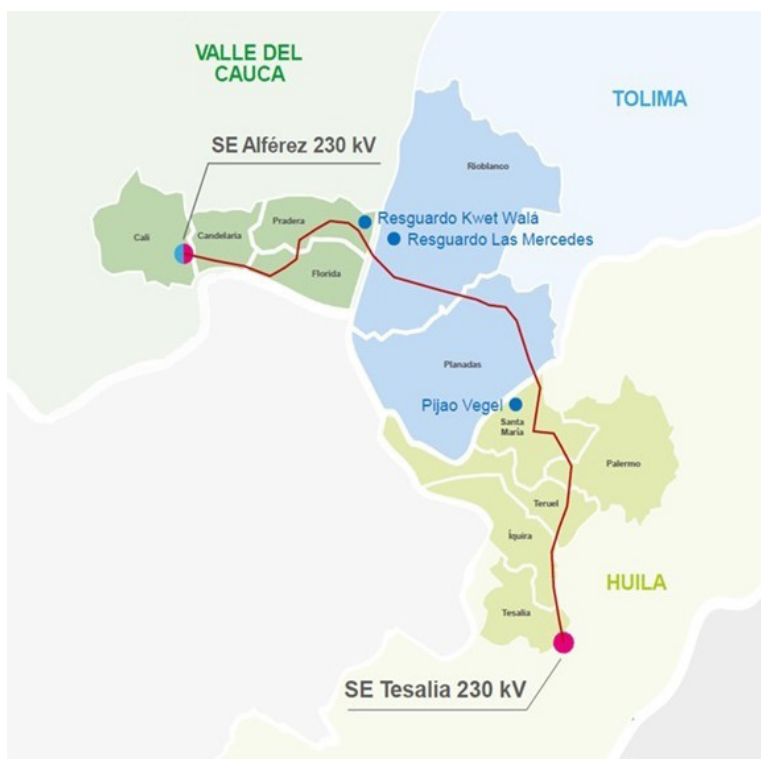 VALLE DEL
CAUCA
TOLIMA
SE Alférez 230 kV
Rioblanco
Resguardo Kwet Walá
Pradera
Cali
Candelaria
Resguardo Las Mercedes
Florida
Planadas
Pijao Vegel
Santa
María
Palermo
Teruel
Íquira
HUILA
Tesalia
SE Tesalia 230 kV